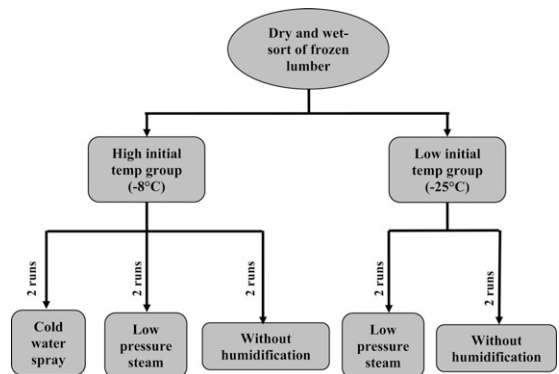 Dry and wet-
sort of frozen
lumber
High initial
temp group
(-8°C)
Low initial
temp group
(-25°C)
2 runs
2 runs
2 runs
2 runs
2 runs
Cold
water
spray
Low
pressure
steam
Without
humidification
Low
pressure
steam
Without
humidification